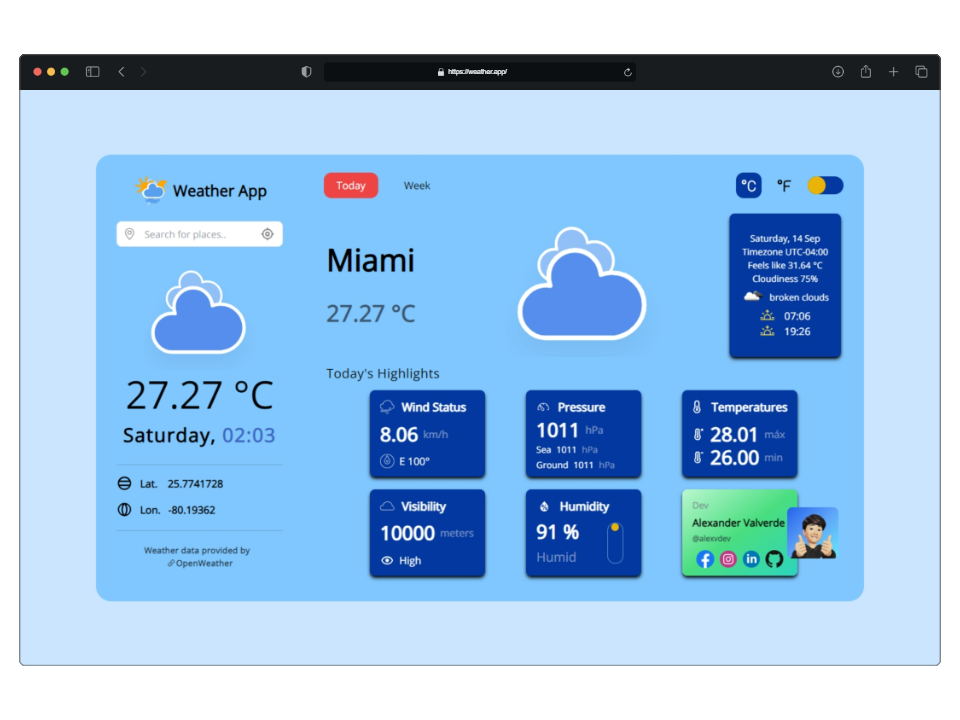 https://weather.app/
Weather App
Search for places..
27.27 °C
Saturday, 02:03
Lat. 25.7741728
Lon. -80.19362
Weather data provided by
OpenWeather
Today Week
°C °F
Miami
27.27 °C
Saturday, 14 Sep
Timezone UTC-04:00
Feels like 31.64 °C
Cloudiness 75%
broken clouds
07:06
19:26
Today's Highlights
Wind Status
8.06 km/h
E 100°
Pressure
1011 hPa
Sea 1011 hPa
Ground 1011 hPa
Temperatures
28.01 máx
26.00 min
Visibility
10000 meters
High
Humidity
91 %
Humid
Dev
Alexander Valverde
@alexvdev